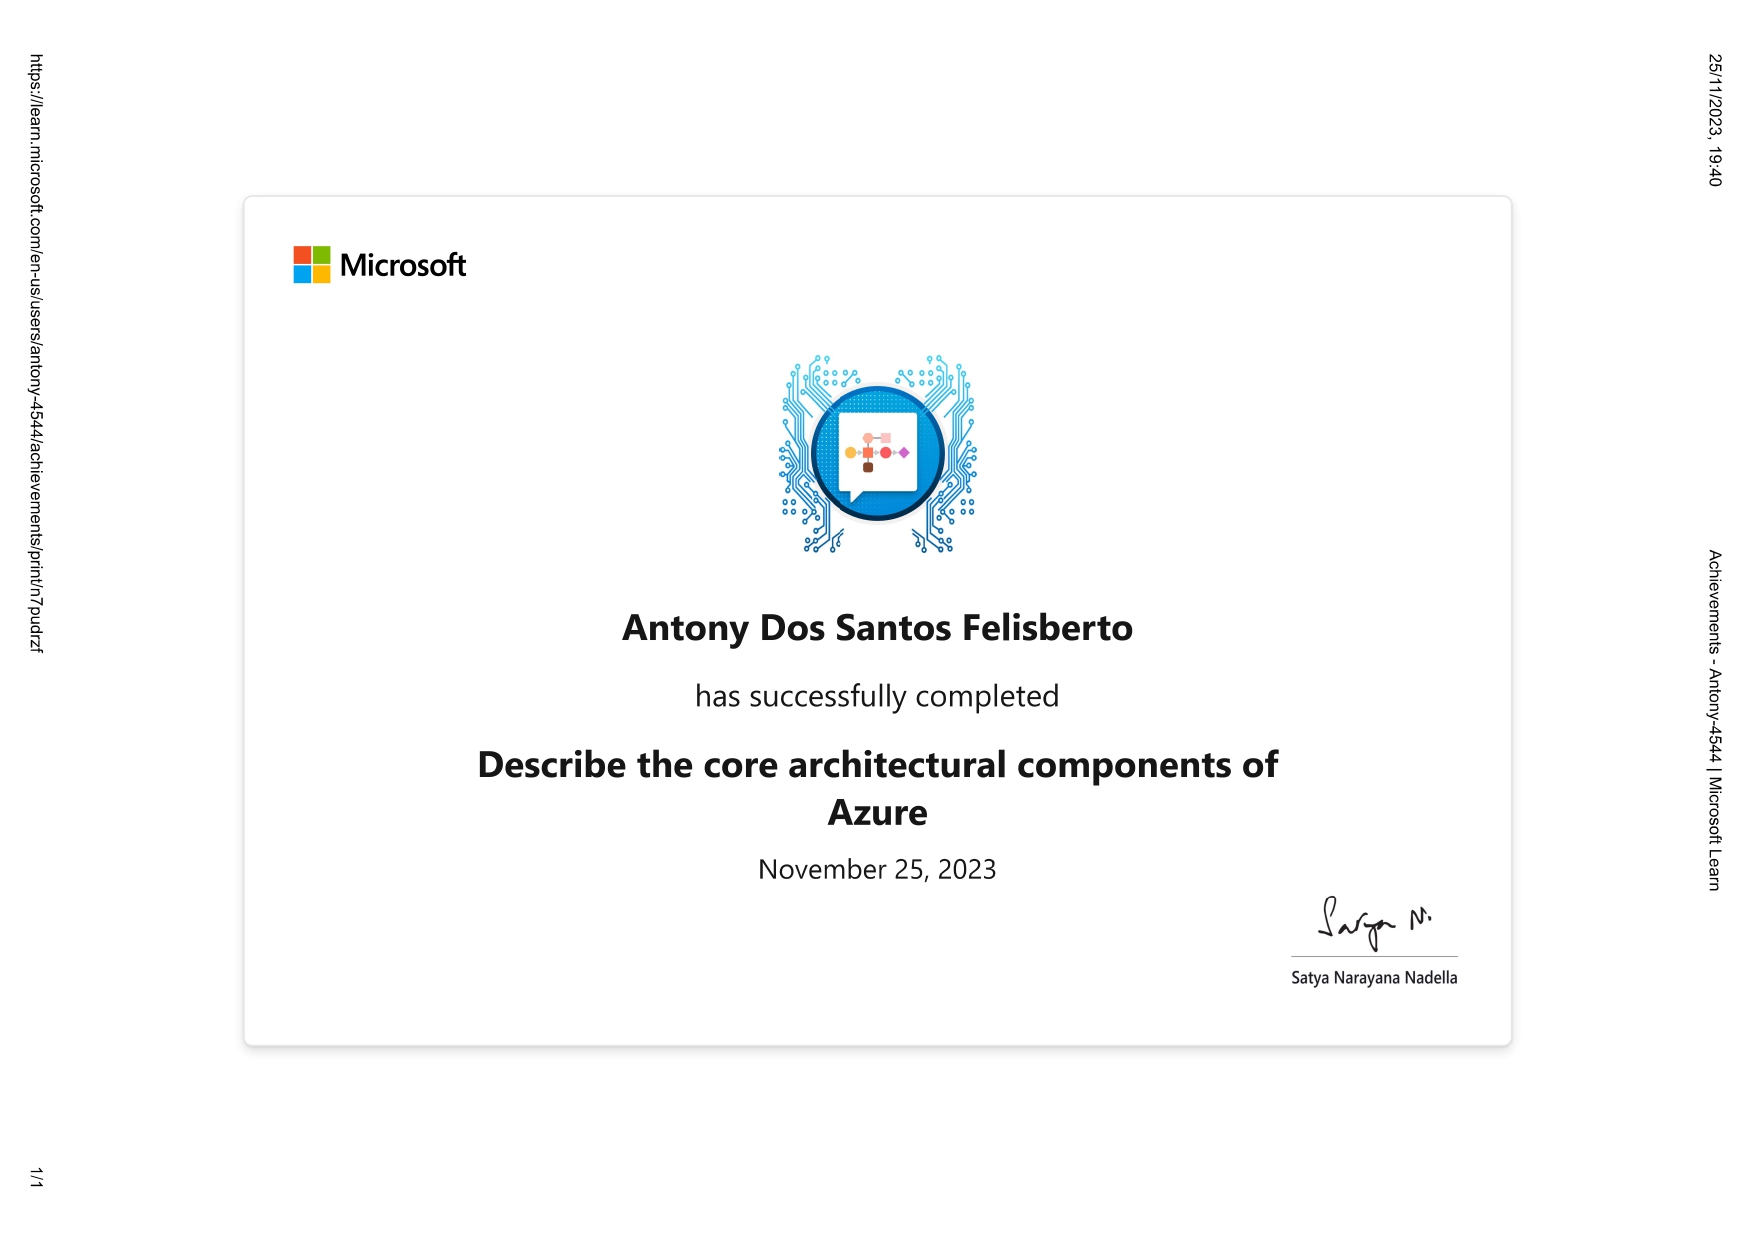 25/11/2023, 19:40
Achievements - Antony-4544 | Microsoft Learn
Microsoft
Antony Dos Santos Felisberto
has successfully completed
Describe the core architectural components of
Azure
November 25, 2023
Satya N.
Satya Narayana Nadella
https://learn.microsoft.com/en-us/users/antony-4544/achievements/print/n7pudrzf
1/1